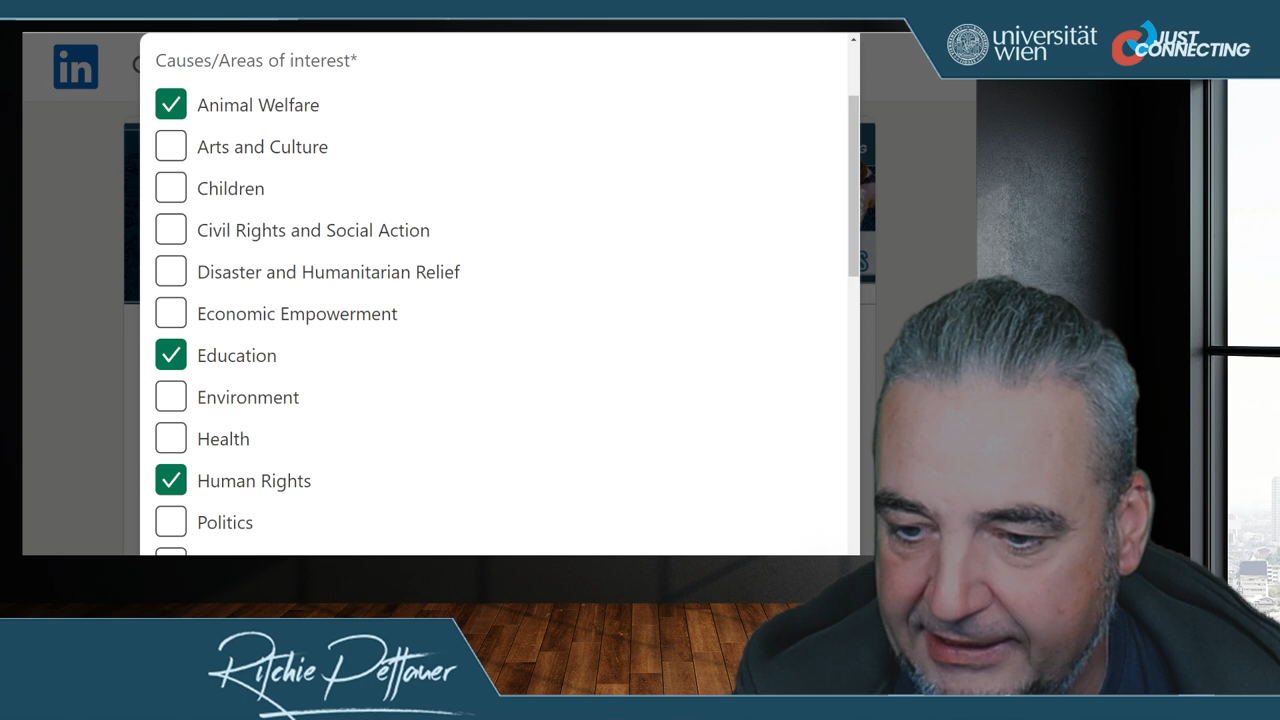 universität
wien
JUST
CONNECTING
in
Causes/Areas of interest*
Animal Welfare
Arts and Culture
Children
Civil Rights and Social Action
Disaster and Humanitarian Relief
Economic Empowerment
Education
Environment
Health
Human Rights
Politics
Ritchie Pettauer